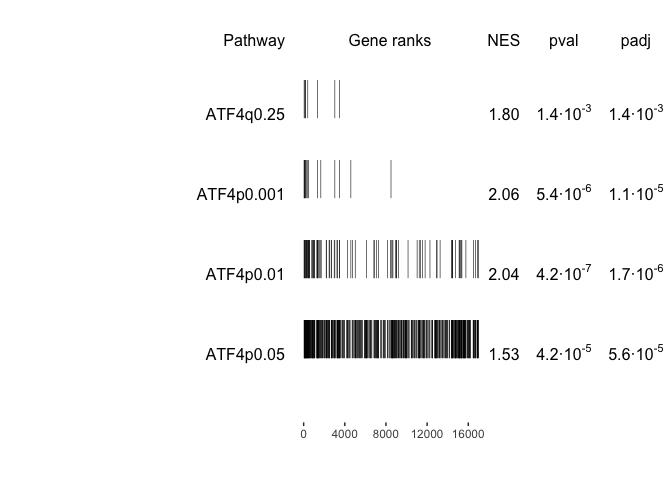 Pathway Gene ranks NES pval padj
ATF4q0.25 1.80 1.4·10⁻³ 1.4·10⁻³
ATF4p0.001 2.06 5.4·10⁻⁶ 1.1·10⁻⁵
ATF4p0.01 2.04 4.2·10⁻⁷ 1.7·10⁻⁶
ATF4p0.05 1.53 4.2·10⁻⁵ 5.6·10⁻⁵
0 4000 8000 12000 16000